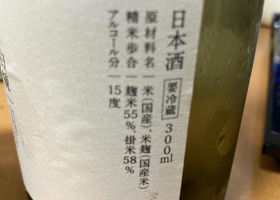 日本酒 要冷蔵 300ml
原材料名 米(国産)、米麹(国産米)
精米歩合 麹米55%、掛米58%
アルコール分 15度